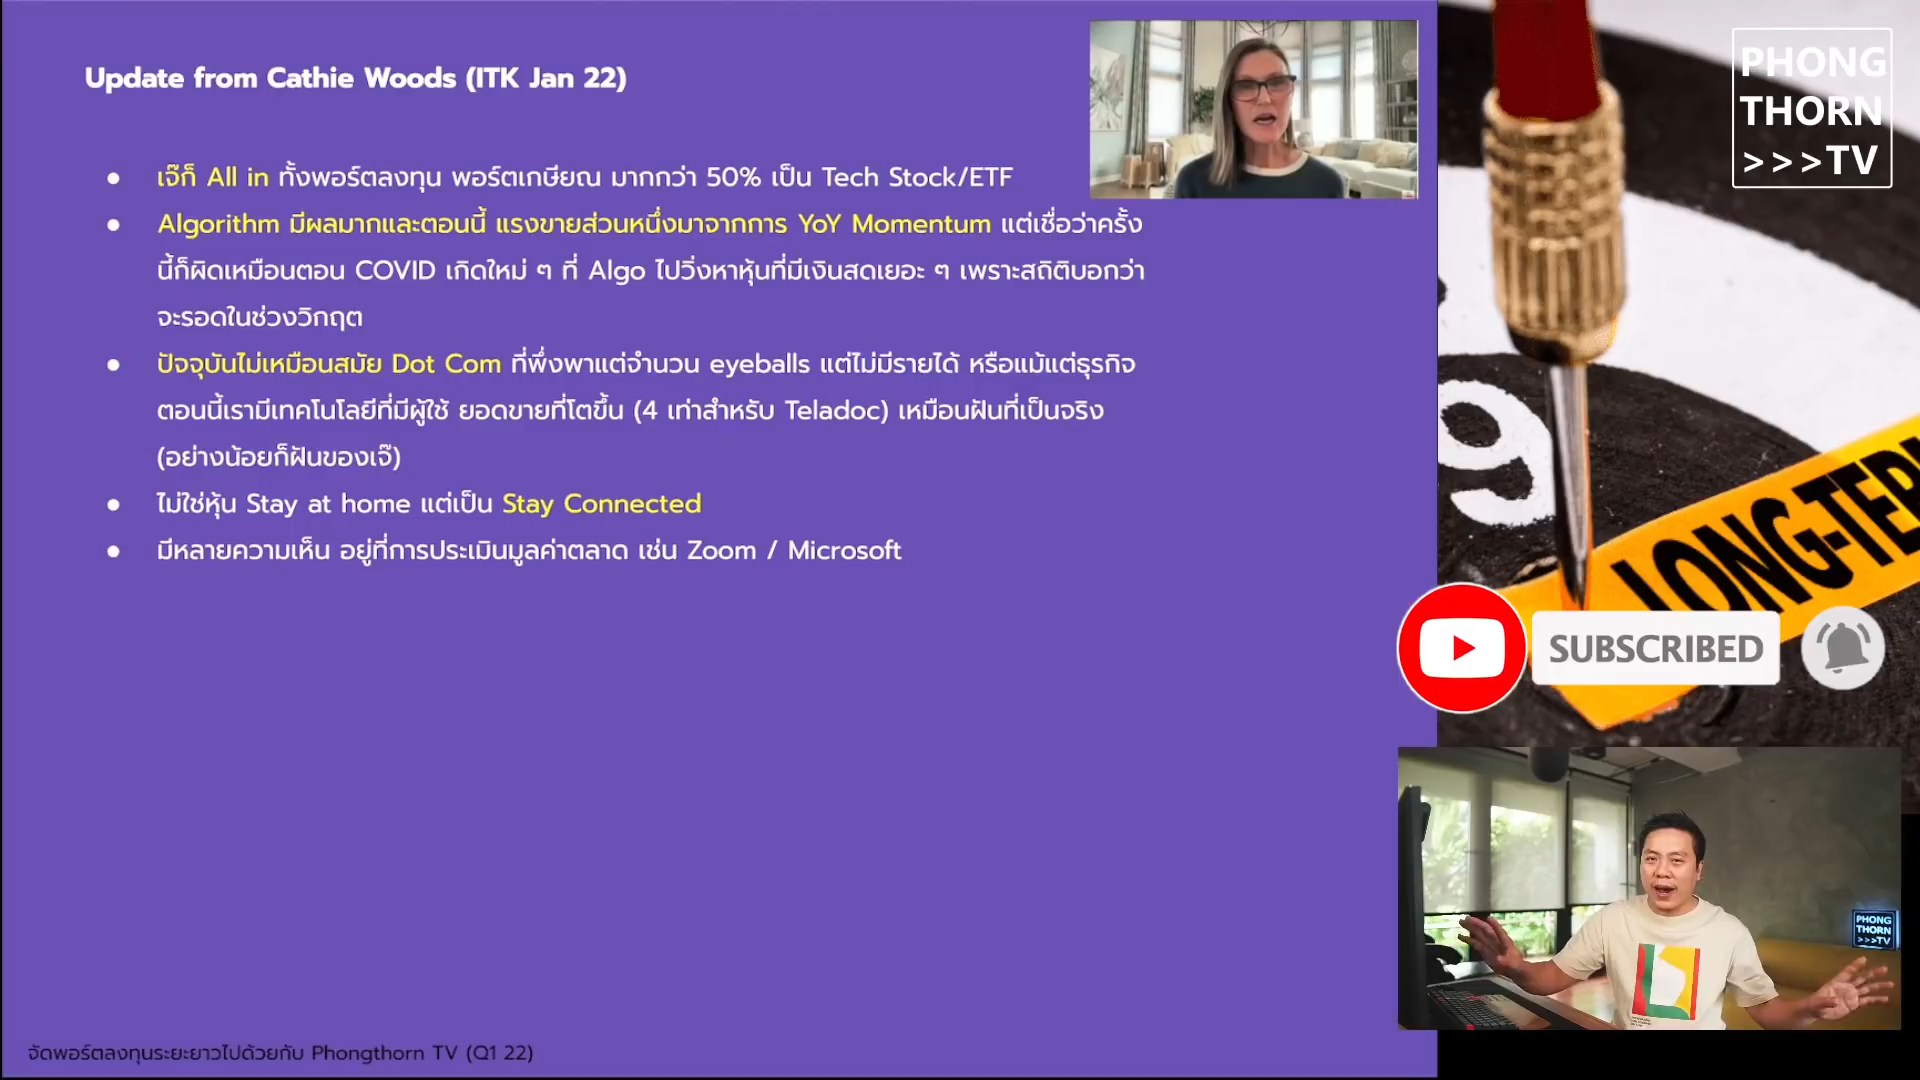 Update from Cathie Woods (ITK Jan 22)
● เจ๊ก็ All in ทั้งพอร์ตลงทุน พอร์ตเกษียณ มากกว่า 50% เป็น Tech Stock/ETF
● Algorithm มีผลมากและตอนนี้ แรงขายส่วนหนึ่งมาจากการ YoY Momentum แต่เชื่อว่าครั้ง
นี้ก็ผิดเหมือนตอน COVID เกิดใหม่ ๆ ที่ Algo ไปวิ่งหาหุ้นที่มีเงินสดเยอะ ๆ เพราะสถิติบอกว่า
จะรอดในช่วงวิกฤต
● ปัจจุบันไม่เหมือนสมัย Dot Com ที่พึ่งพาแต่จำนวน eyeballs แต่ไม่มีรายได้ หรือแม้แต่ธุรกิจ
ตอนนี้เรามีเทคโนโลยีที่มีผู้ใช้ ยอดขายที่โตขึ้น (4 เท่าสำหรับ Teladoc) เหมือนฝันที่เป็นจริง
(อย่างน้อยก็ฝันของเจ๊)
● ไม่ใช่หุ้น Stay at home แต่เป็น Stay Connected
● มีหลายความเห็น อยู่ที่การประเมินมูลค่าตลาด เช่น Zoom / Microsoft
จัดพอร์ตลงทุนระยะยาวไปด้วยกับ Phongthorn TV (Q1 22)
PHONG
THORN
>>>TV
9
LONG-TER
SUBSCRIBED
PHONG
THORN
>>>TV